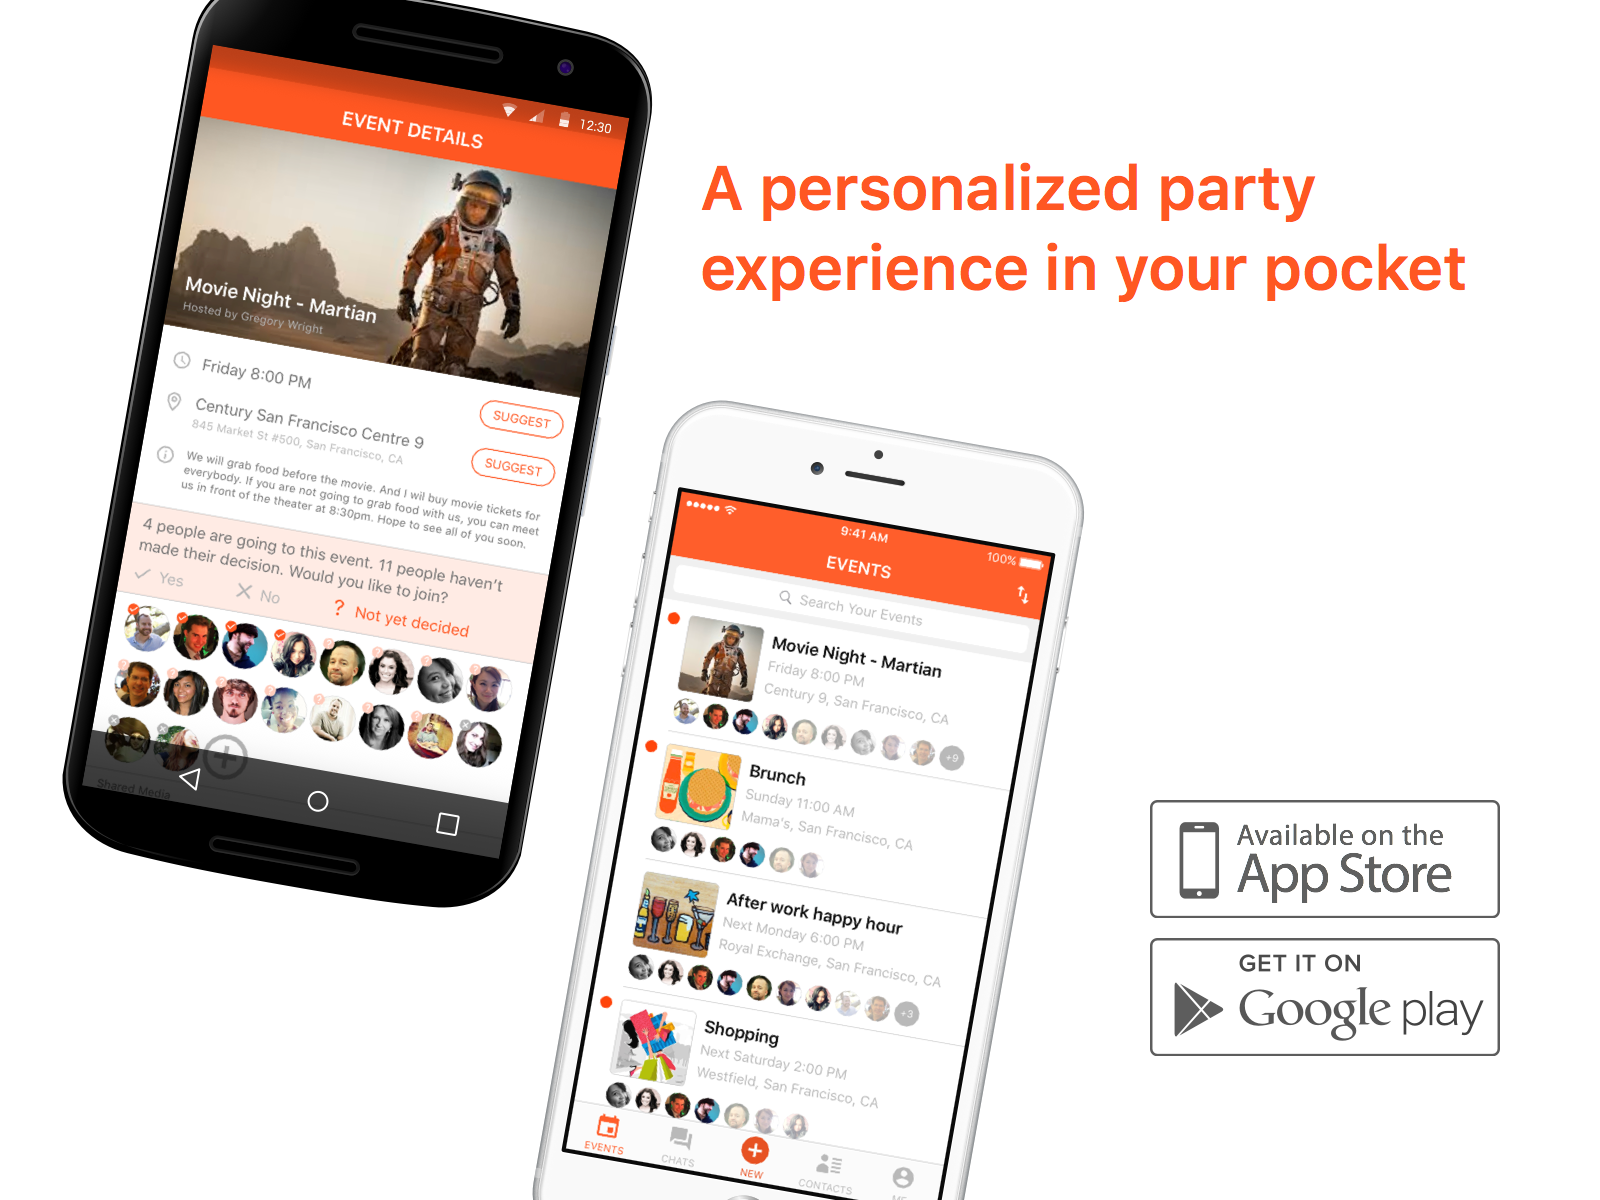 12:30
EVENT DETAILS
Movie Night - Martian
Hosted by Gregory Wright
Friday 8:00 PM
SUGGEST
Century San Francisco Centre 9
845 Market St #500, San Francisco, CA
SUGGEST
We will grab food before the movie. And I wil buy movie tickets for
everybody. If you are not going to grab food with us, you can meet
us in front of the theater at 8:30pm. Hope to see all of you soon.
4 people are going to this event. 11 people haven't
made their decision. Would you like to join?
Yes
No
? Not yet decided
Shared Media
A personalized party
experience in your pocket
9:41 AM
100%
EVENTS
Search Your Events
Movie Night - Martian
Friday 8:00 PM
Century 9, San Francisco, CA
+9
Brunch
Sunday 11:00 AM
Mama's, San Francisco, CA
After work happy hour
Next Monday 6:00 PM
Royal Exchange, San Francisco, CA
+3
Shopping
Next Saturday 2:00 PM
Westfield, San Francisco, CA
EVENTS
CHATS
NEW
CONTACTS
ME
Available on the
App Store
GET IT ON
Google play